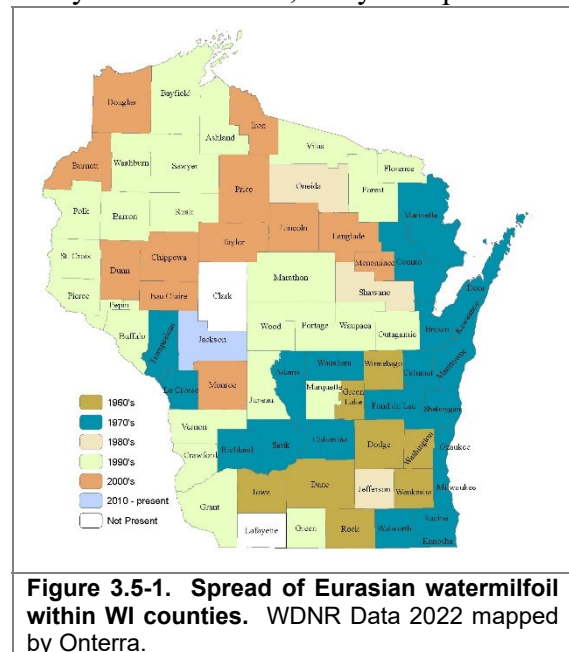 Bayfield
Douglas
Ashland
Iron
Vilas
Burnett
Washburn
Sawyer
Florence
Forest
Oneida
Price
Marinette
Polk
Barron
Rusk
Lincoln
Langlade
Taylor
Oconto
Menominee
St. Croix
Chippewa
Dunn
Marathon
Clark
Shawano
Door
Pierce
Pepin
Eau Claire
Kewaunee
Wood
Portage
Waupaca
Outagamie
Brown
Buffalo
Trempealeau
Jackson
Manitowoc
Adams
Waushara
Winnebago
Calumet
La Crosse
Monroe
Marquette
Green
Lake
Juneau
Fond du Lac
Sheboygan
Vernon
Columbia
Dodge
Washington
Ozaukee
Richland
Sauk
Crawford
Dane
Iowa
Jefferson
Waukesha
Milwaukee
Grant
Racine
Lafayette
Green
Rock
Walworth
Kenosha
1960's
1970's
1980's
1990's
2000's
2010 - present
Not Present
Figure 3.5-1. Spread of Eurasian watermilfoil
within WI counties. WDNR Data 2022 mapped
by Onterra.